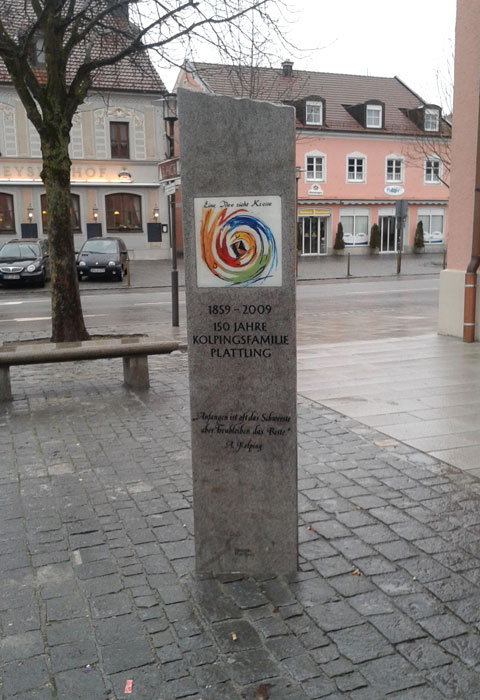 Eine Idee zieht Kreise
1859 - 2009
150 JAHRE
KOLPINGSFAMILIE
PLATTLING
„Anfangen ist oft das Schwerste
aber Treubleiben das Beste"
A. Kolping